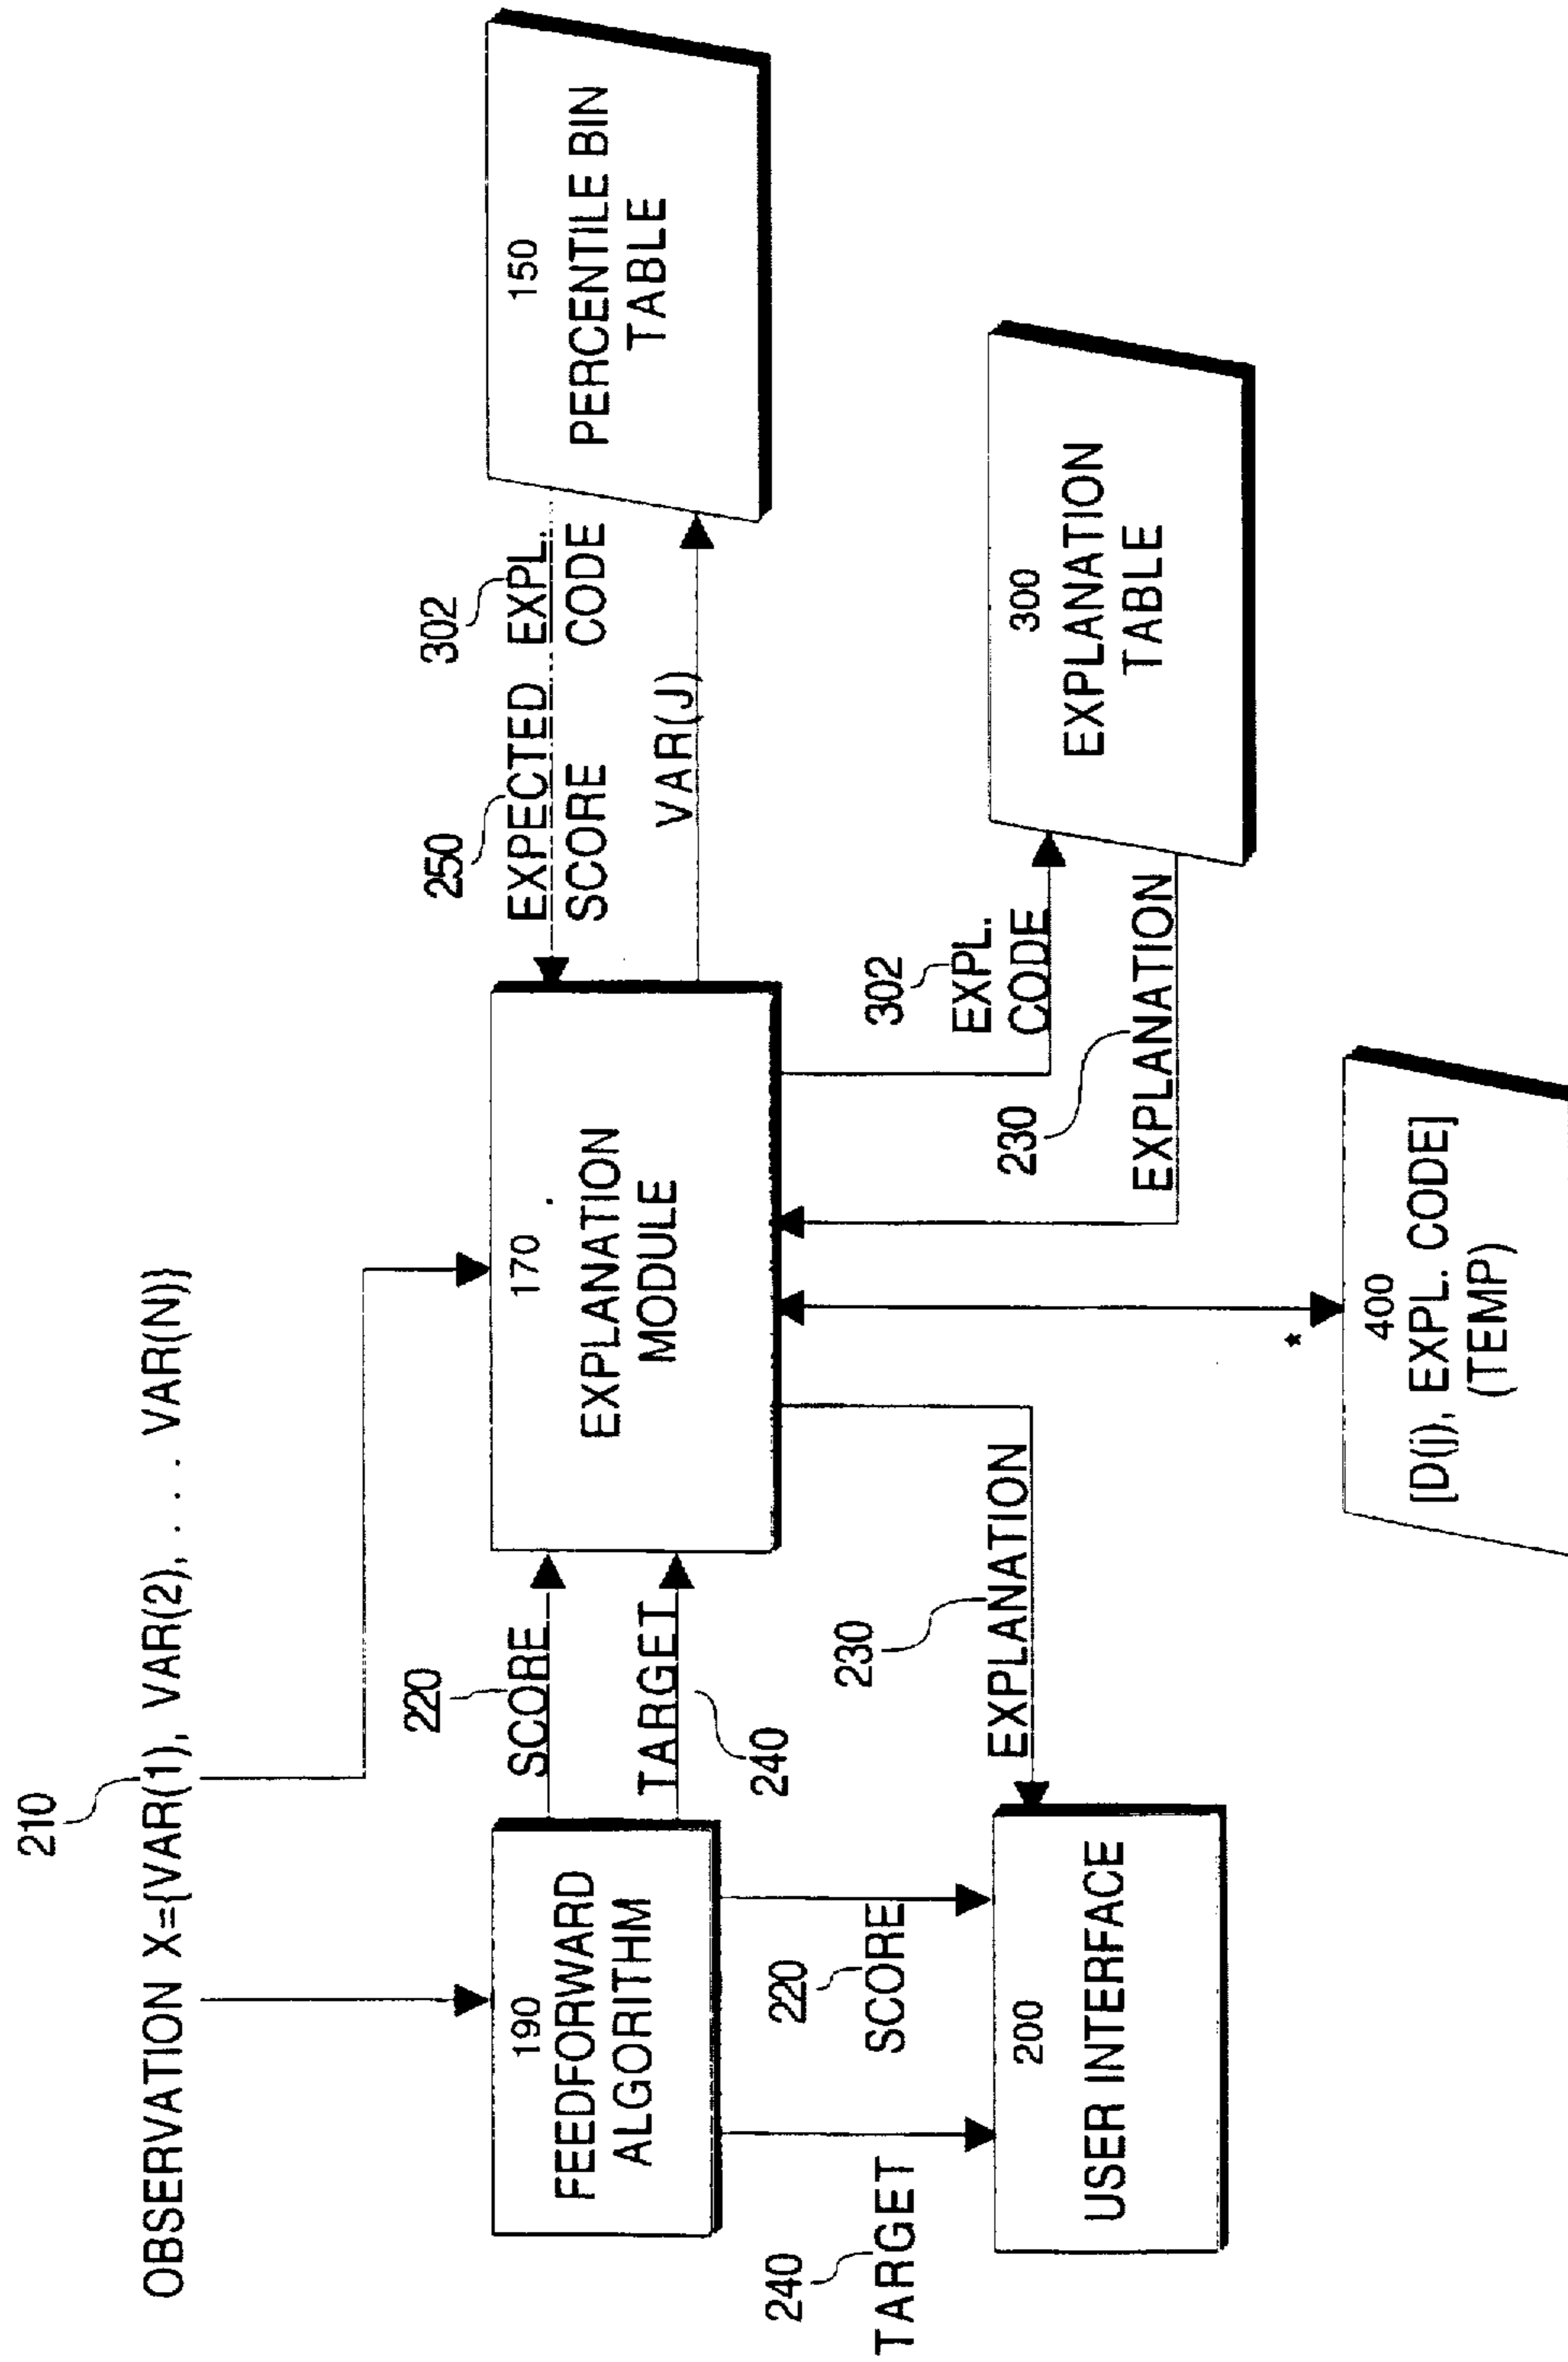 210
OBSERVATION X={VAR(1), VAR(2), . . . VAR(N)}
190
FEEDFORWARD
ALGORITHM
220
SCORE
TARGET
240
170
EXPLANATION
MODULE
250
302
EXPECTED EXPL.
SCORE CODE
VAR(J)
150
PERCENTILE BIN
TABLE
240
TARGET
220
SCORE
230
EXPLANATION
302
EXPL.
CODE
230
EXPLANATION
300
EXPLANATION
TABLE
200
USER INTERFACE
*
400
[D(j), EXPL. CODE]
(TEMP)